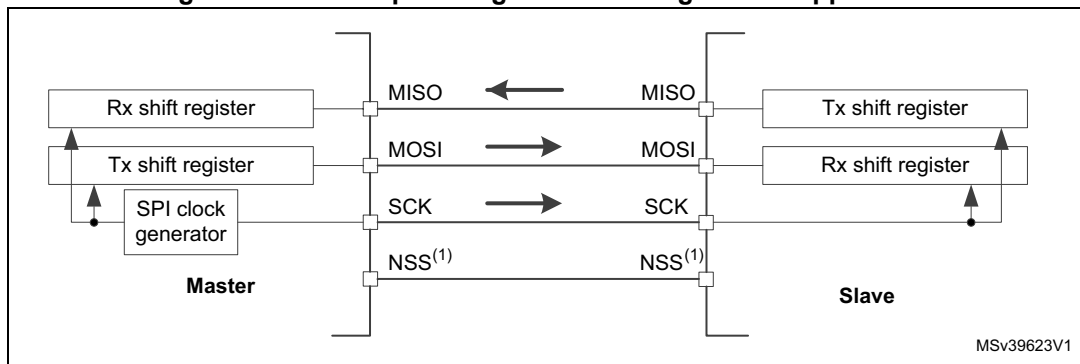 MISO MISO
Rx shift register Tx shift register
MOSI MOSI
Tx shift register Rx shift register
SPI clock
generator
SCK SCK
NSS(1) NSS(1)
Master Slave
MSv39623V1